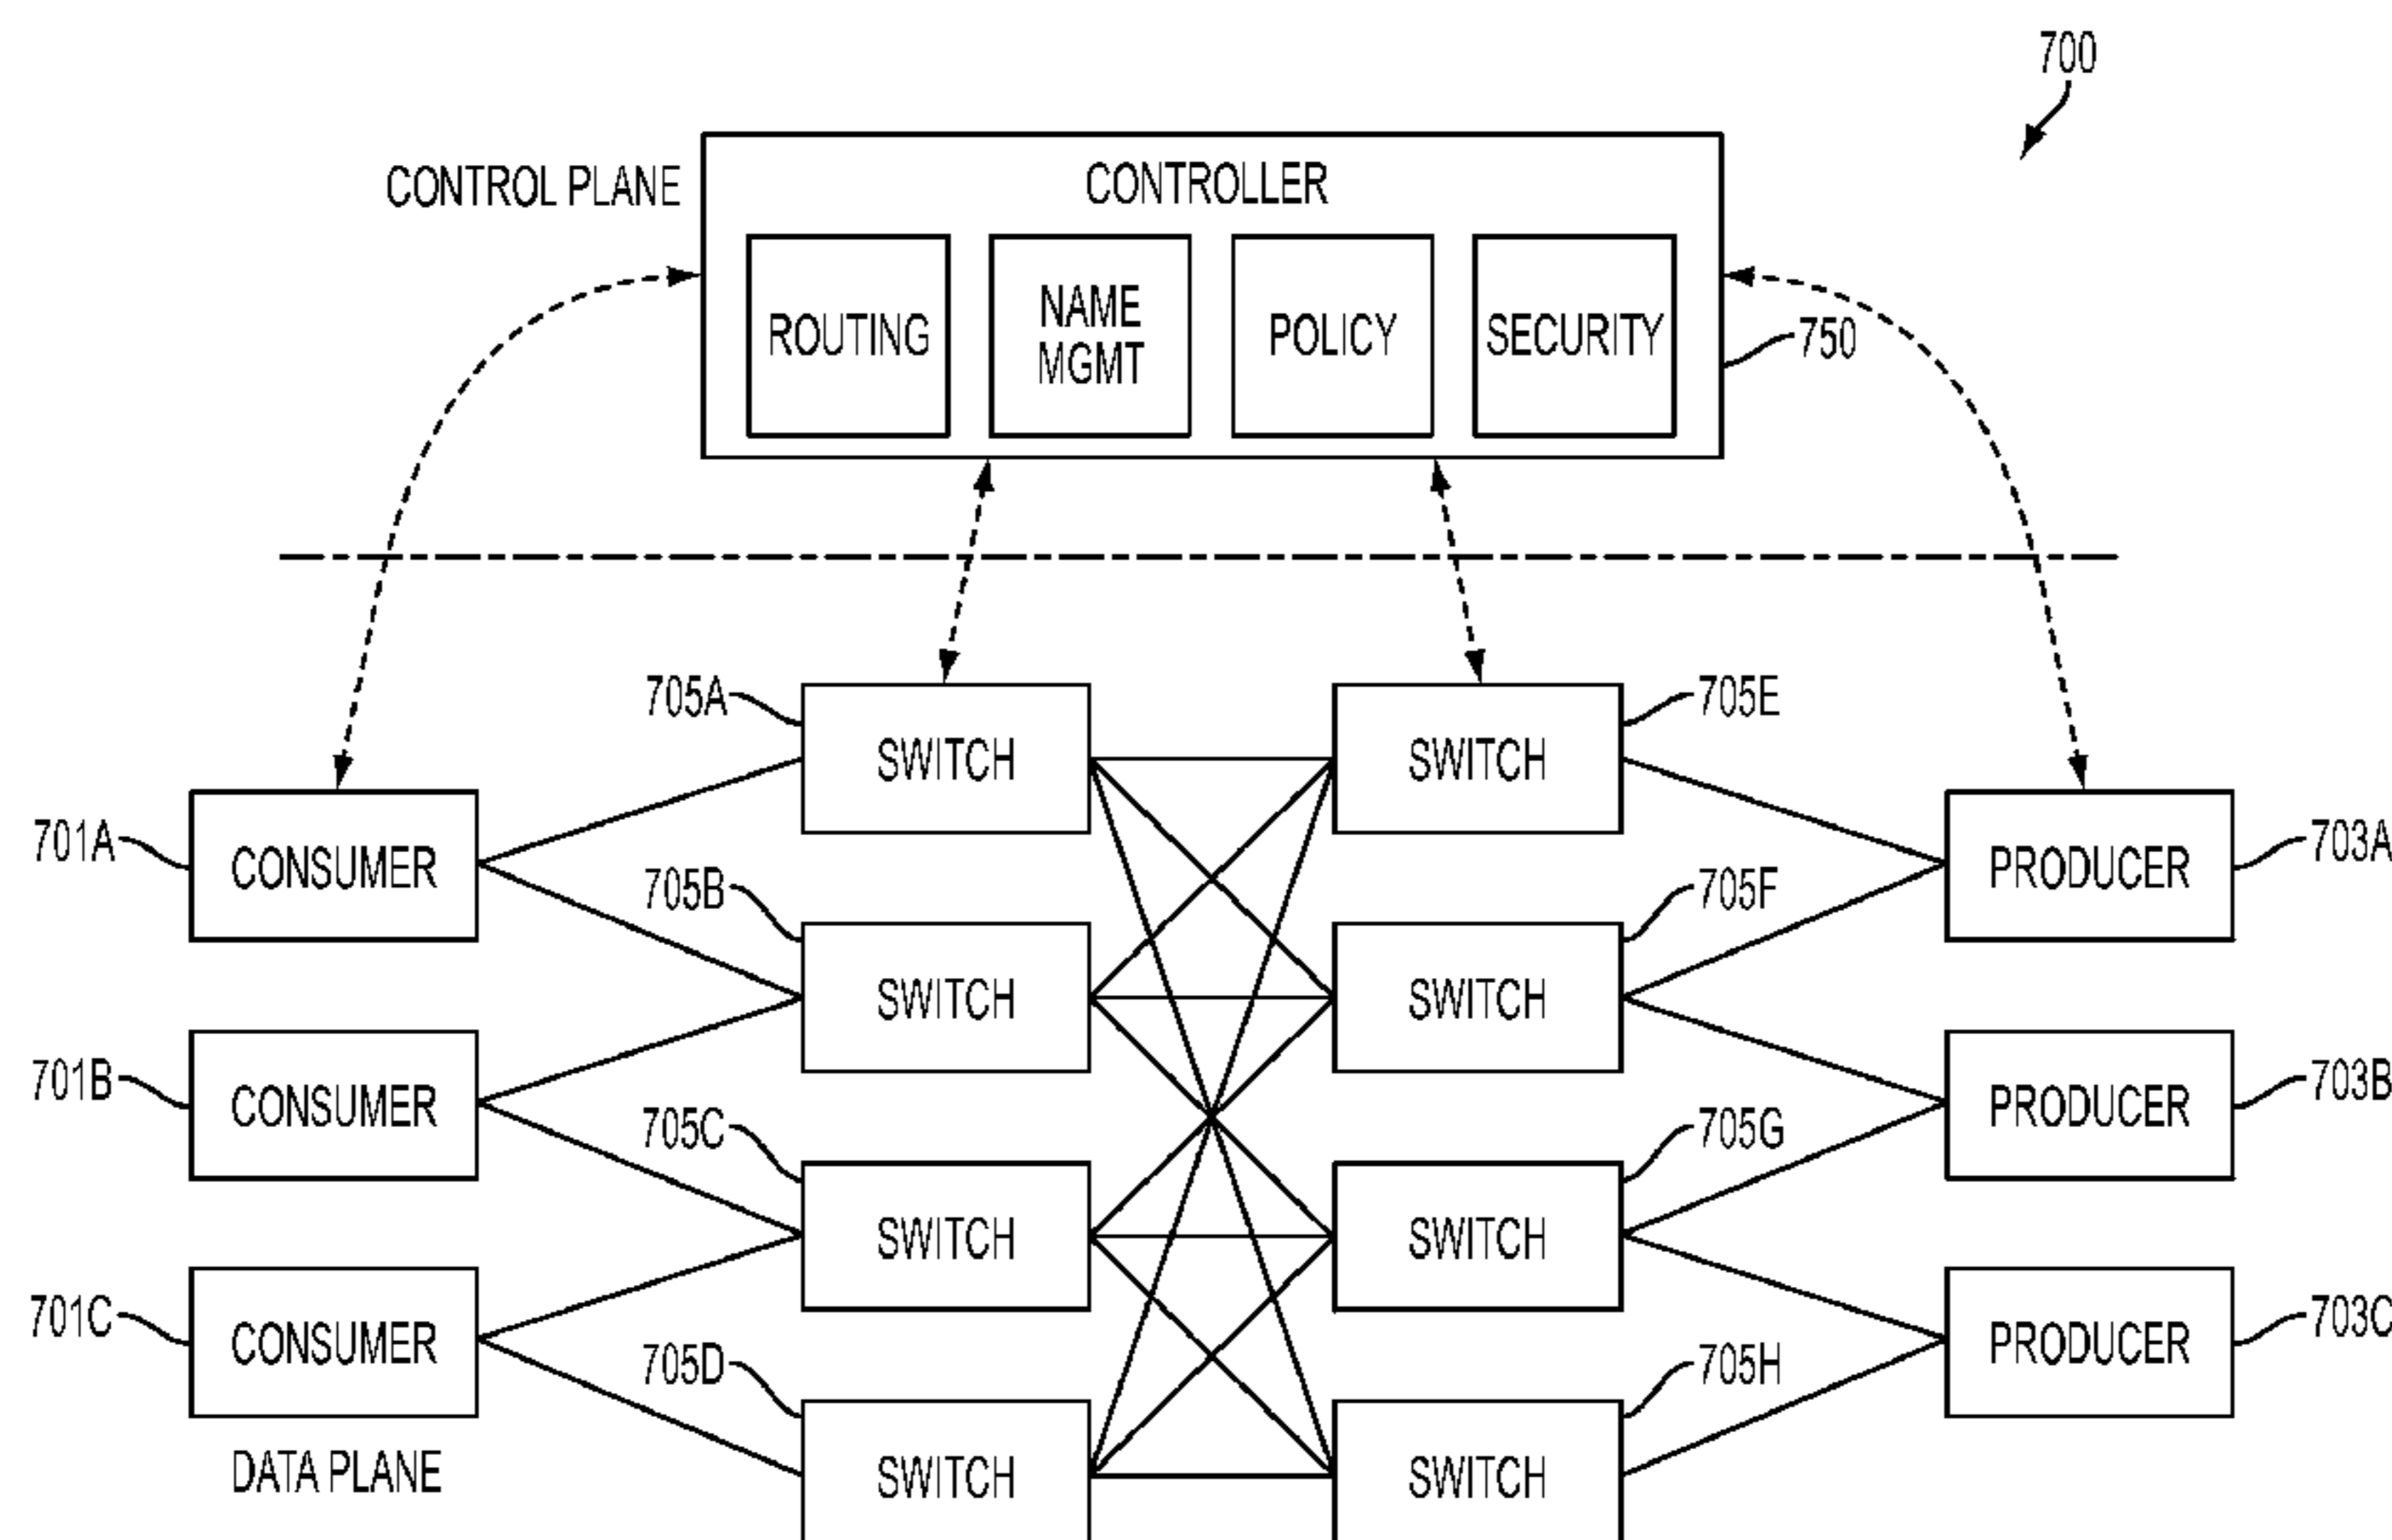 700
CONTROL PLANE
CONTROLLER
ROUTING
NAME
MGMT
POLICY
SECURITY
750
705A
SWITCH
SWITCH
705E
701A
CONSUMER
PRODUCER
703A
705B
SWITCH
SWITCH
705F
701B
CONSUMER
PRODUCER
703B
705C
SWITCH
SWITCH
705G
701C
CONSUMER
PRODUCER
703C
705D
SWITCH
SWITCH
705H
DATA PLANE